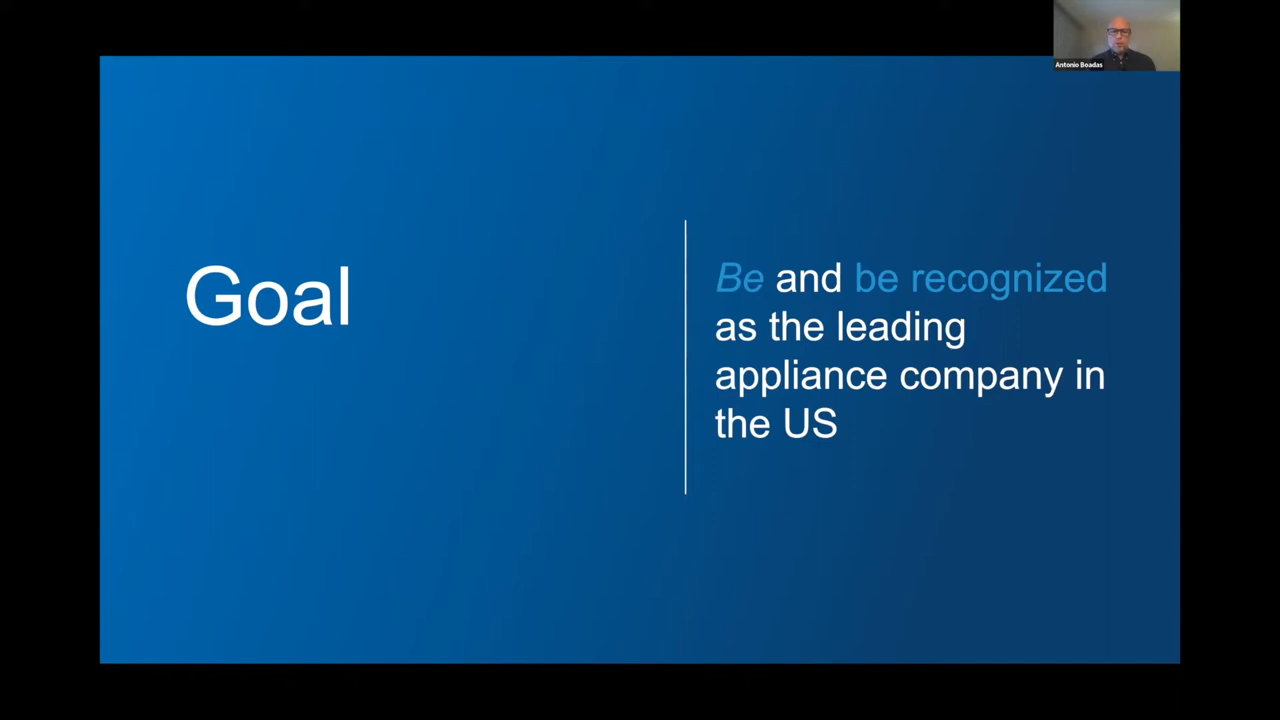 Antonio Boadas
Goal
Be and be recognized
as the leading
appliance company in
the US